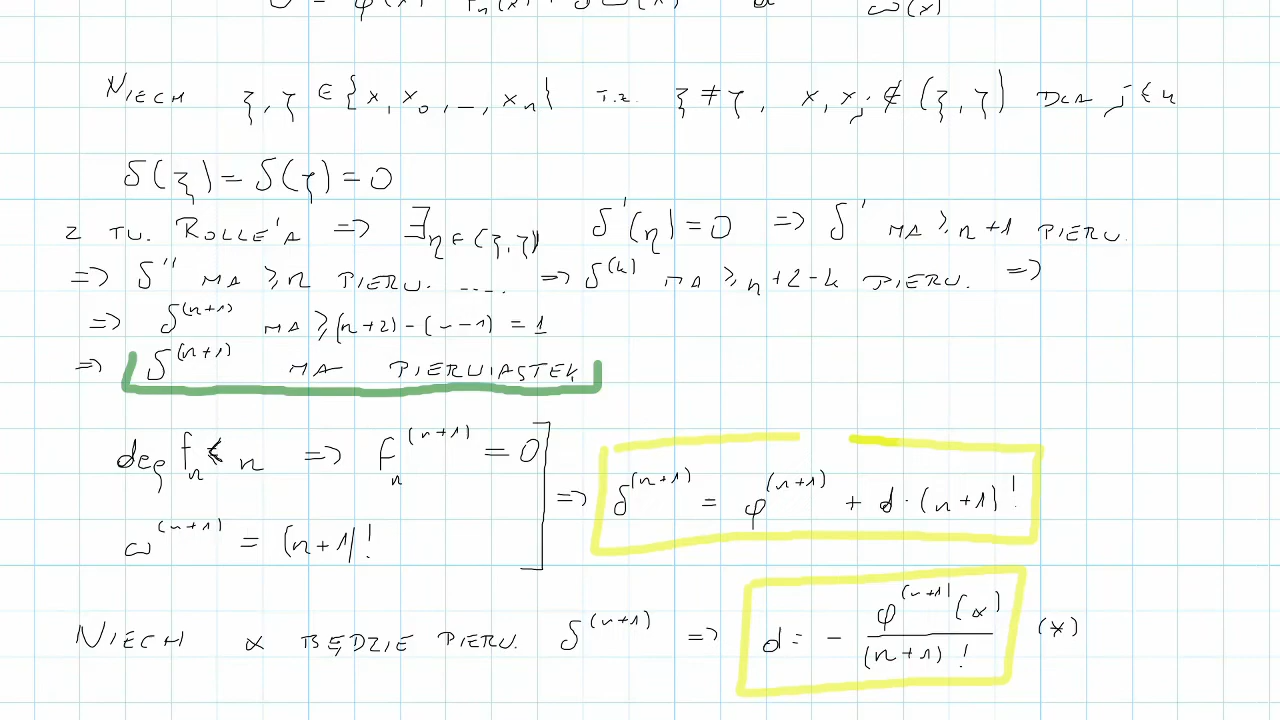 NIECH ξ, ζ ∈ {x, x₀, …, xₙ} T.Ż. ξ ≠ ζ, x, xⱼ ∉ (ξ, ζ) DLA j ≤ n
δ(ξ) = δ(ζ) = 0
Z TW. ROLLE'A ⇒ ∃_{η ∈ (ξ, ζ)} δ'(η) = 0 ⇒ δ' MA ≥ n+1 PIERW.
⇒ δ'' MA ≥ n PIERW. .... ⇒ δ^(k) MA ≥ n+2-k PIERW. ⇒
⇒ δ^(n+1) MA ≥ (n+2) - (n-1) = 1
⇒ δ^(n+1) MA PIERWIASTEK
deg fₙ ≤ n ⇒ fₙ^(n+1) = 0
ω^(n+1) = (n+1)!
⇒ δ^(n+1) = φ^(n+1) + d · (n+1)!
NIECH α BĘDZIE PIERW. δ^(n+1) ⇒ d = - φ^(n+1)(α) / (n+1)! (*)